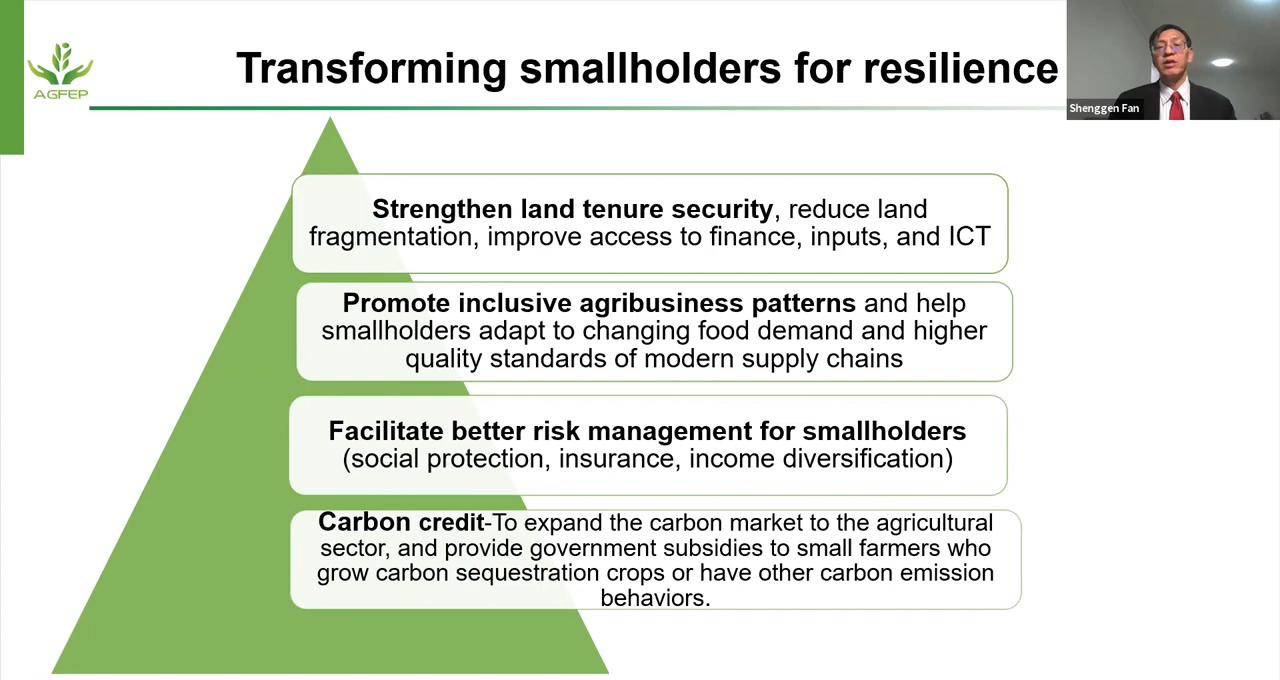 AGFEP
Transforming smallholders for resilience
Shenggen Fan
Strengthen land tenure security, reduce land
fragmentation, improve access to finance, inputs, and ICT
Promote inclusive agribusiness patterns and help
smallholders adapt to changing food demand and higher
quality standards of modern supply chains
Facilitate better risk management for smallholders
(social protection, insurance, income diversification)
Carbon credit-To expand the carbon market to the agricultural
sector, and provide government subsidies to small farmers who
grow carbon sequestration crops or have other carbon emission
behaviors.